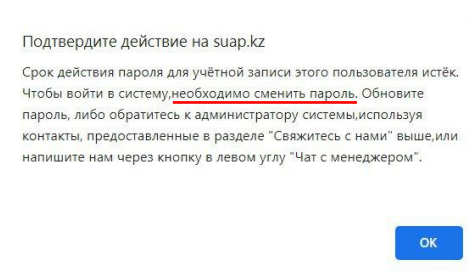 Подтвердите действие на suap.kz
Срок действия пароля для учётной записи этого пользователя истёк.
Чтобы войти в систему,необходимо сменить пароль. Обновите
пароль, либо обратитесь к администратору системы,используя
контакты, предоставленные в разделе "Свяжитесь с нами" выше,или
напишите нам через кнопку в левом углу "Чат с менеджером".
ОК